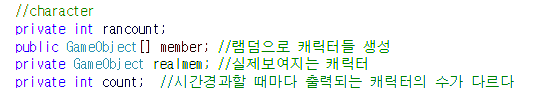 //character
private int rancount;
public GameObject[] member; //램덤으로 캐릭터들 생성
private GameObject realmem; //실제보여지는 캐릭터
private int count;  //시간경과할 때마다 출력되는 캐릭터의 수가 다르다